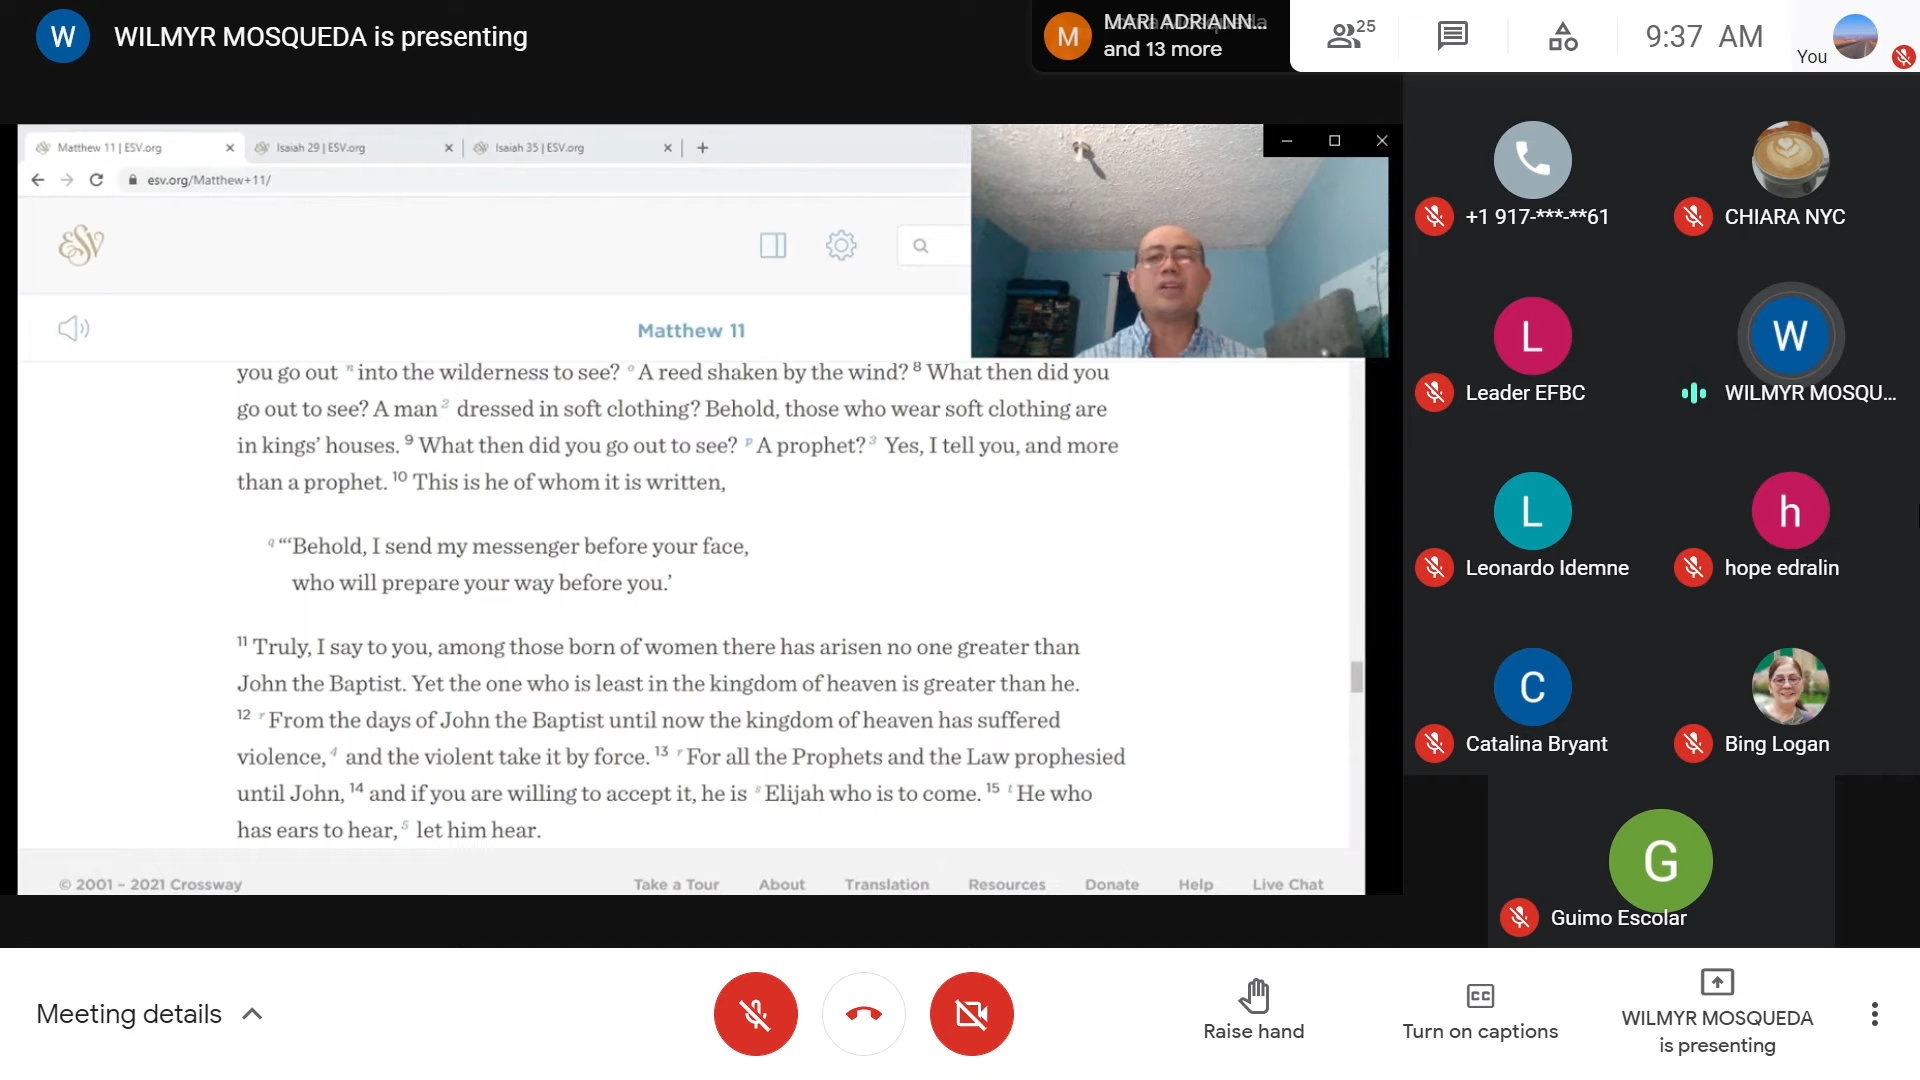 W WILMYR MOSQUEDA is presenting
M MARI ADRIANN...
and 13 more
25
9:37 AM
You
Matthew 11 | ESV.org
Isaiah 29 | ESV.org
Isaiah 35 | ESV.org
esv.org/Matthew+11/
ESV
Matthew 11
you go out n into the wilderness to see? o A reed shaken by the wind? 8 What then did you
go out to see? A man 2 dressed in soft clothing? Behold, those who wear soft clothing are
in kings’ houses. 9 What then did you go out to see? p A prophet? 3 Yes, I tell you, and more
than a prophet. 10 This is he of whom it is written,
q “‘Behold, I send my messenger before your face,
who will prepare your way before you.’
11 Truly, I say to you, among those born of women there has arisen no one greater than
John the Baptist. Yet the one who is least in the kingdom of heaven is greater than he.
12 r From the days of John the Baptist until now the kingdom of heaven has suffered
violence, 4 and the violent take it by force. 13 r For all the Prophets and the Law prophesied
until John, 14 and if you are willing to accept it, he is s Elijah who is to come. 15 t He who
has ears to hear, 5 let him hear.
© 2001 – 2021 Crossway
Take a Tour
About
Translation
Resources
Donate
Help
Live Chat
+1 917-***-**61
CHIARA NYC
L
Leader EFBC
W
WILMYR MOSQU...
L
Leonardo Idemne
h
hope edralin
C
Catalina Bryant
Bing Logan
G
Guimo Escolar
Meeting details
Raise hand
CC
Turn on captions
WILMYR MOSQUEDA
is presenting